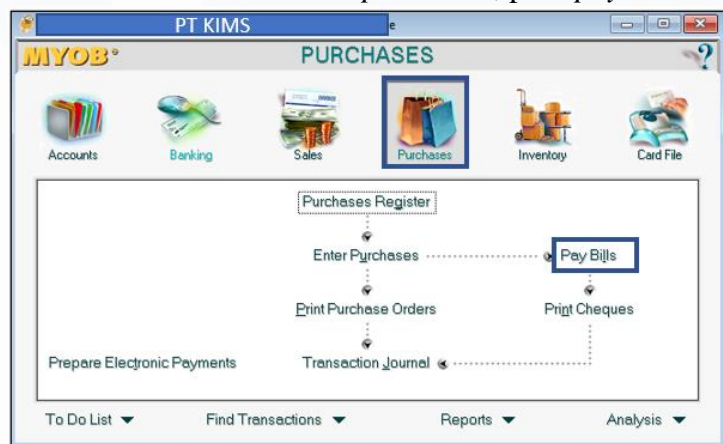 PT KIMS
e
MYOB®
PURCHASES
?
Accounts
Banking
Sales
Purchases
Inventory
Card File
Purchases Register
Enter Purchases
Pay Bills
Print Purchase Orders
Print Cheques
Prepare Electronic Payments
Transaction Journal
To Do List
Find Transactions
Reports
Analysis